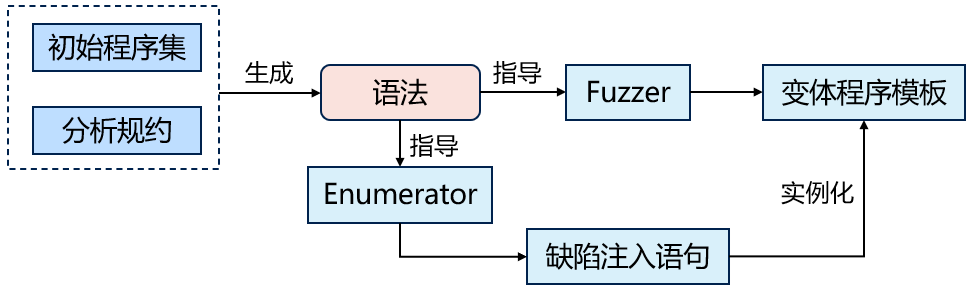 初始程序集
分析规约
生成
语法
指导
Fuzzer
变体程序模板
指导
Enumerator
缺陷注入语句
实例化